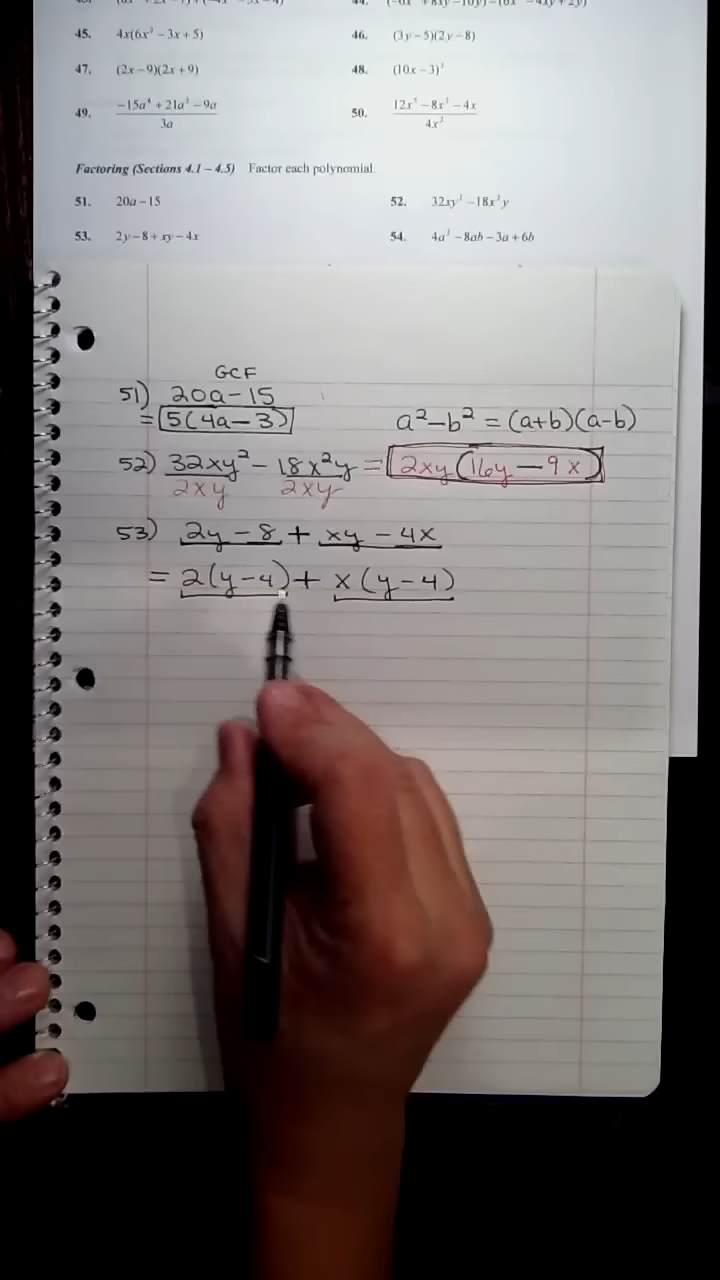 45. 4x(6x² − 3x + 5) 46. (3y − 5)(2y − 8)
47. (2x − 9)(2x + 9) 48. (10x − 3)²
49. −15a⁴ + 21a² − 9a / 3a 50. 12x⁵ − 8x³ − 4x / 4x²
Factoring (Sections 4.1 – 4.5) Factor each polynomial
51. 20a − 15 52. 32xy² − 18x²y
53. 2y − 8 + xy − 4x 54. 4a² − 8ab − 3a + 6b
GCF
51) 20a − 15
= 5(4a − 3) a² − b² = (a+b)(a-b)
52) 32xy² − 18x²y = 2xy(16y − 9x)
2xy 2xy
53) 2y − 8 + xy − 4x
= 2(y − 4) + x(y − 4)